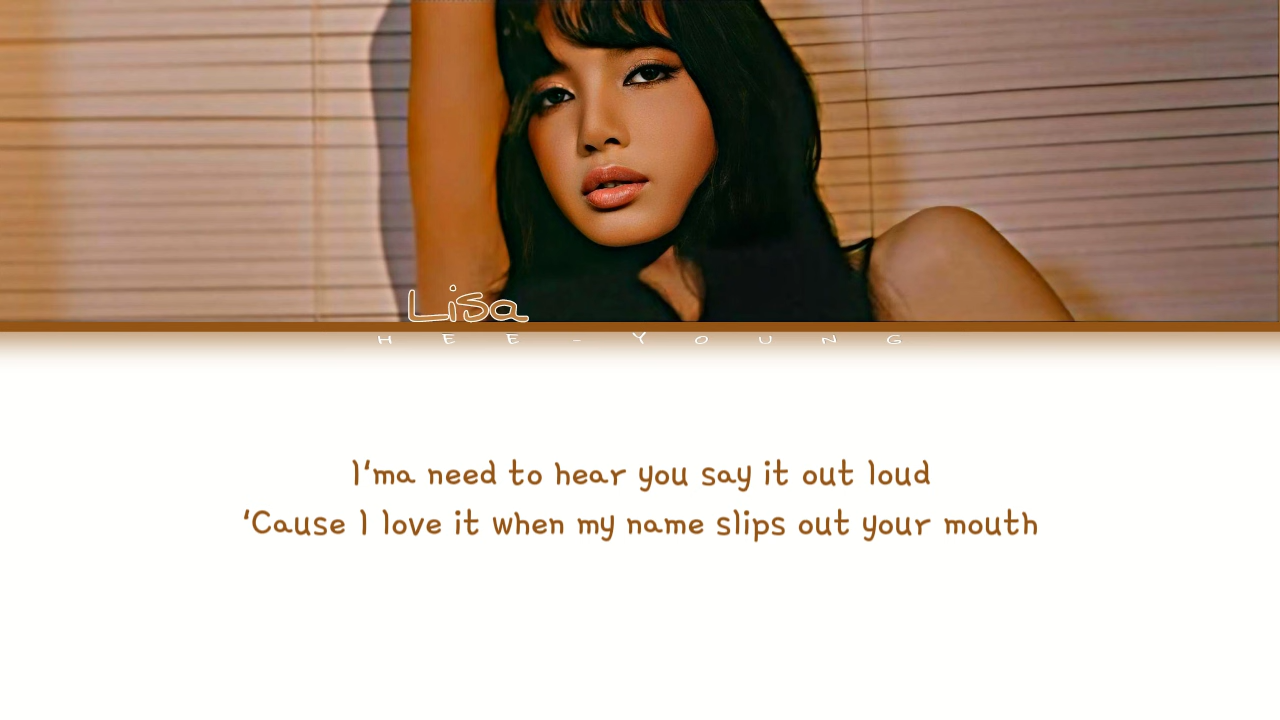 Lisa
HEE-YOUNG
I'ma need to hear you say it out loud
'Cause I love it when my name slips out your mouth